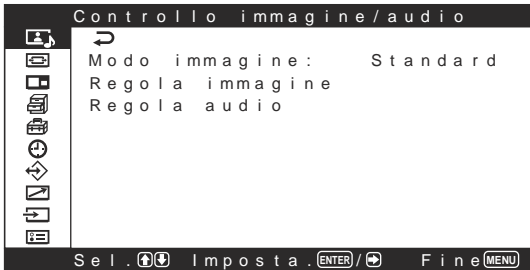 Controllo immagine/audio
Modo immagine: Standard
Regola immagine
Regola audio
Sel. Imposta. ENTER / Fine MENU